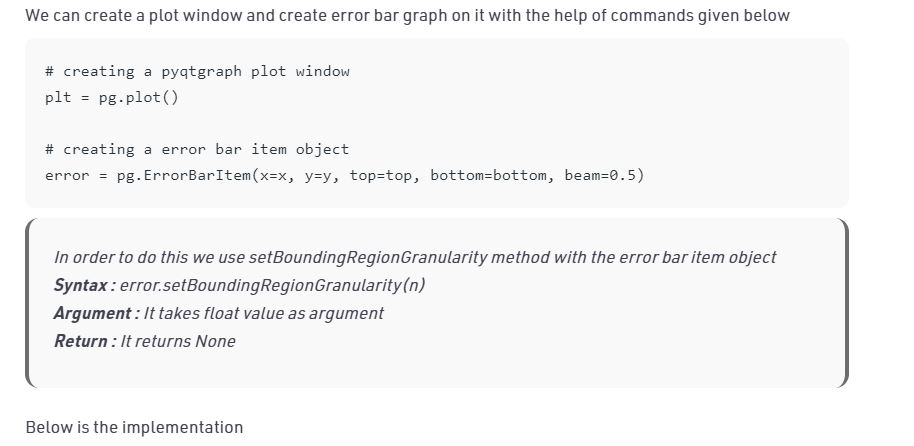 We can create a plot window and create error bar graph on it with the help of commands given below
# creating a pyqtgraph plot window
plt = pg.plot()
# creating a error bar item object
error = pg.ErrorBarItem(x=x, y=y, top=top, bottom=bottom, beam=0.5)
In order to do this we use setBoundingRegionGranularity method with the error bar item object
Syntax : error.setBoundingRegionGranularity(n)
Argument : It takes float value as argument
Return : It returns None
Below is the implementation